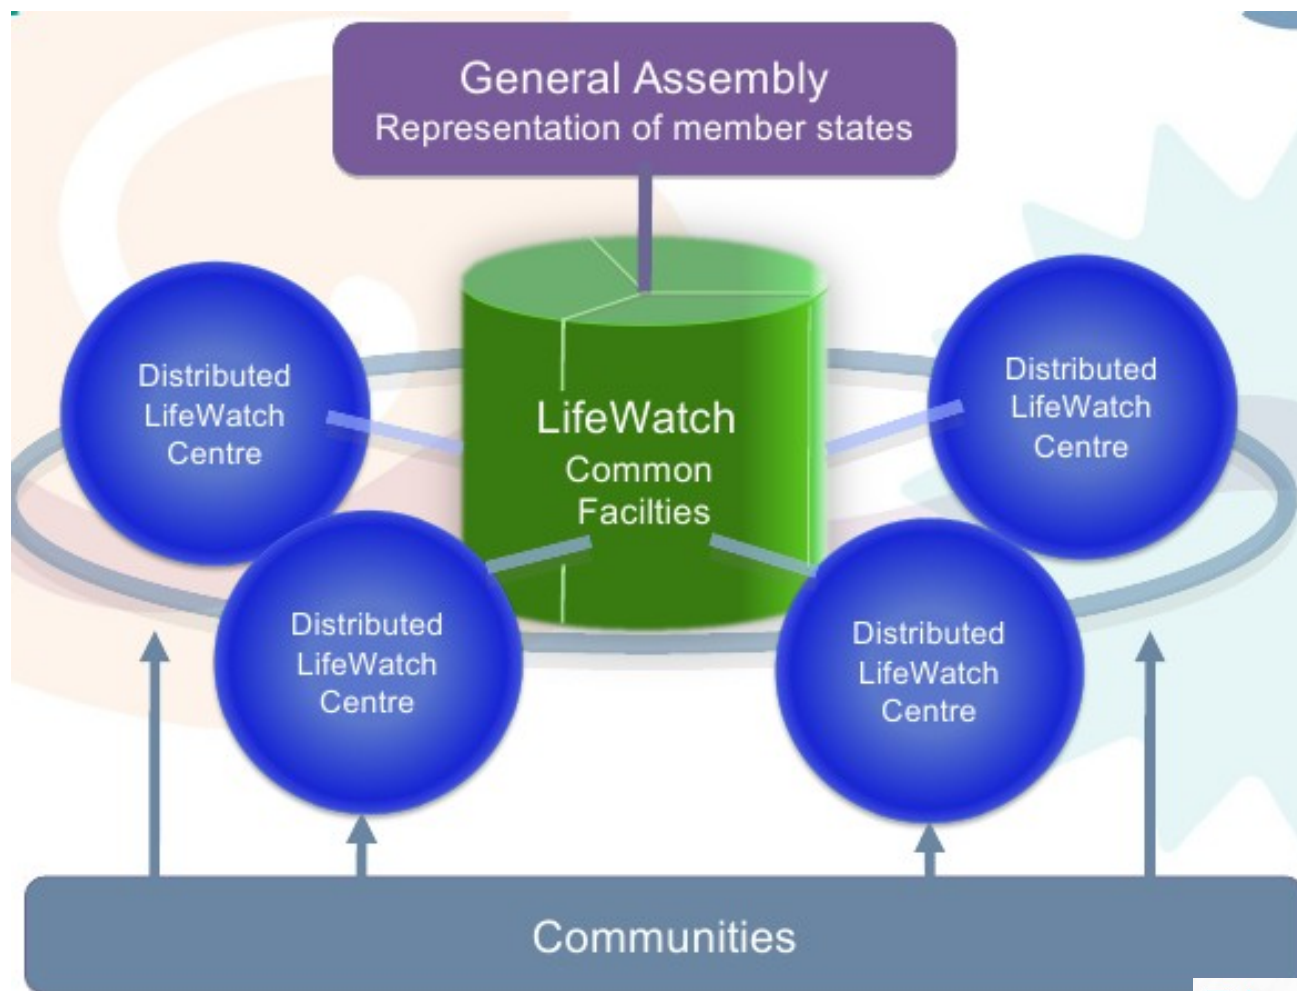 General Assembly
Representation of member states
Distributed
LifeWatch
Centre
LifeWatch
Common
Facilties
Distributed
LifeWatch
Centre
Distributed
LifeWatch
Centre
Distributed
LifeWatch
Centre
Communities